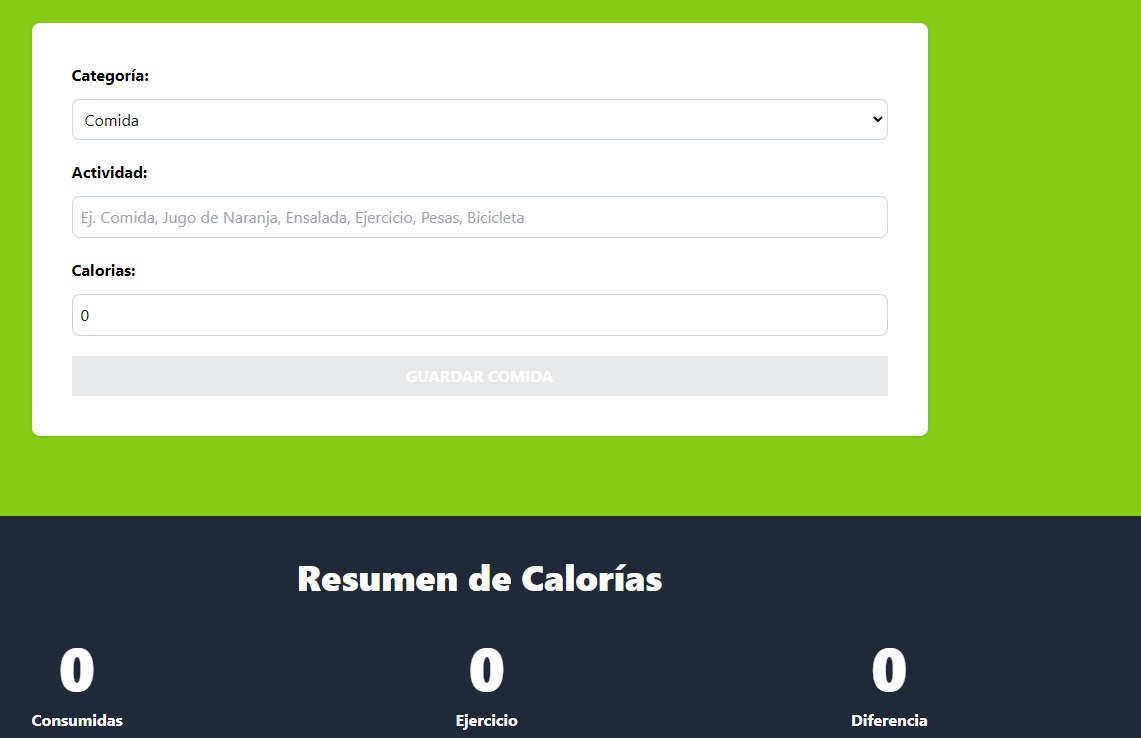 Categoría:
Comida
Actividad:
Ej. Comida, Jugo de Naranja, Ensalada, Ejercicio, Pesas, Bicicleta
Calorias:
0
GUARDAR COMIDA
Resumen de Calorías
0 0 0
Consumidas Ejercicio Diferencia